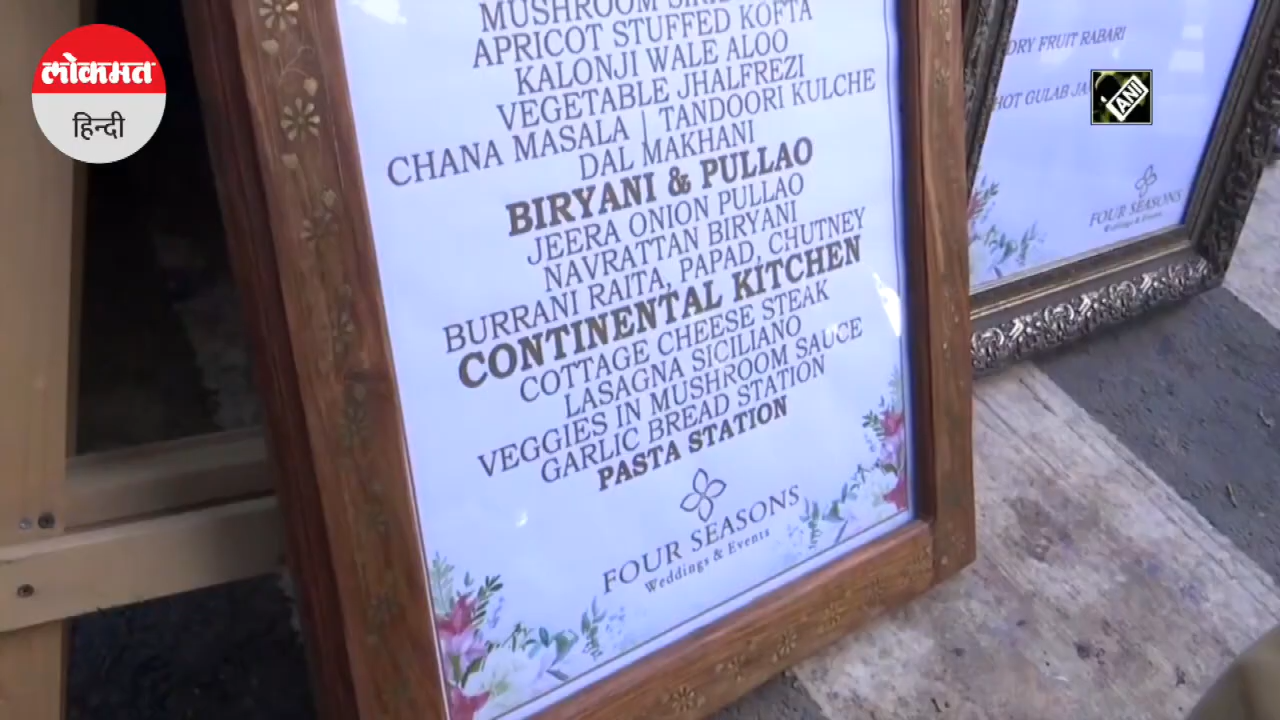 लोकमत
हिन्दी
MUSHROOM
APRICOT STUFFED KOFTA
KALONJI WALE ALOO
VEGETABLE JHALFREZI
CHANA MASALA | TANDOORI KULCHE
DAL MAKHANI
BIRYANI & PULLAO
JEERA ONION PULLAO
NAVRATTAN BIRYANI
BURRANI RAITA, PAPAD, CHUTNEY
CONTINENTAL KITCHEN
COTTAGE CHEESE STEAK
LASAGNA SICILIANO
VEGGIES IN MUSHROOM SAUCE
GARLIC BREAD STATION
PASTA STATION
FOUR SEASONS
Weddings & Events
DRY FRUIT RABARI
HOT GULAB
ANI
FOUR SEASONS
Weddings & Events